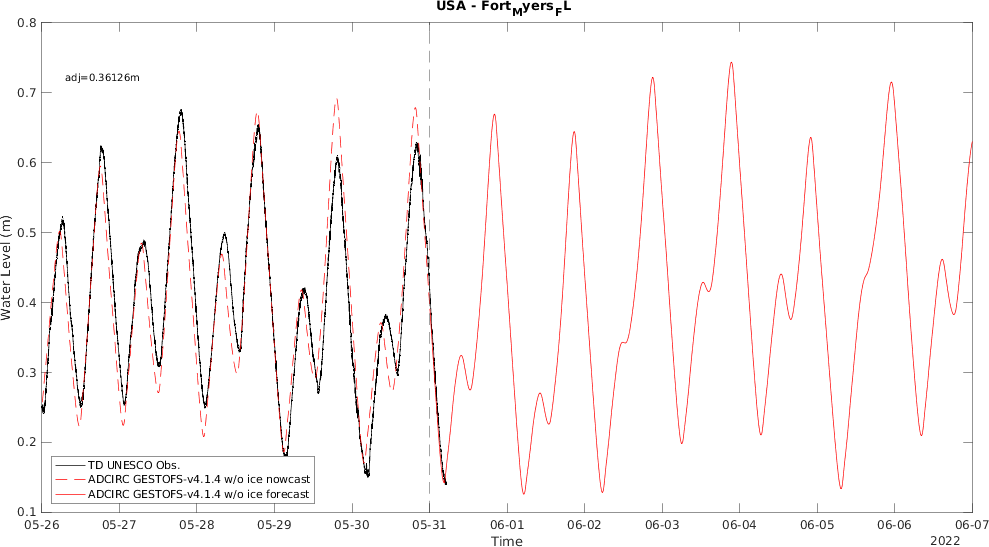 USA - Fort_Myers_FL
adj=0.36126m
0.8
0.7
0.6
0.5
0.4
0.3
0.2
0.1
Water Level (m)
TD UNESCO Obs.
ADCIRC GESTOFS-v4.1.4 w/o ice nowcast
ADCIRC GESTOFS-v4.1.4 w/o ice forecast
05-26 05-27 05-28 05-29 05-30 05-31 06-01 06-02 06-03 06-04 06-05 06-06 06-07
Time
2022